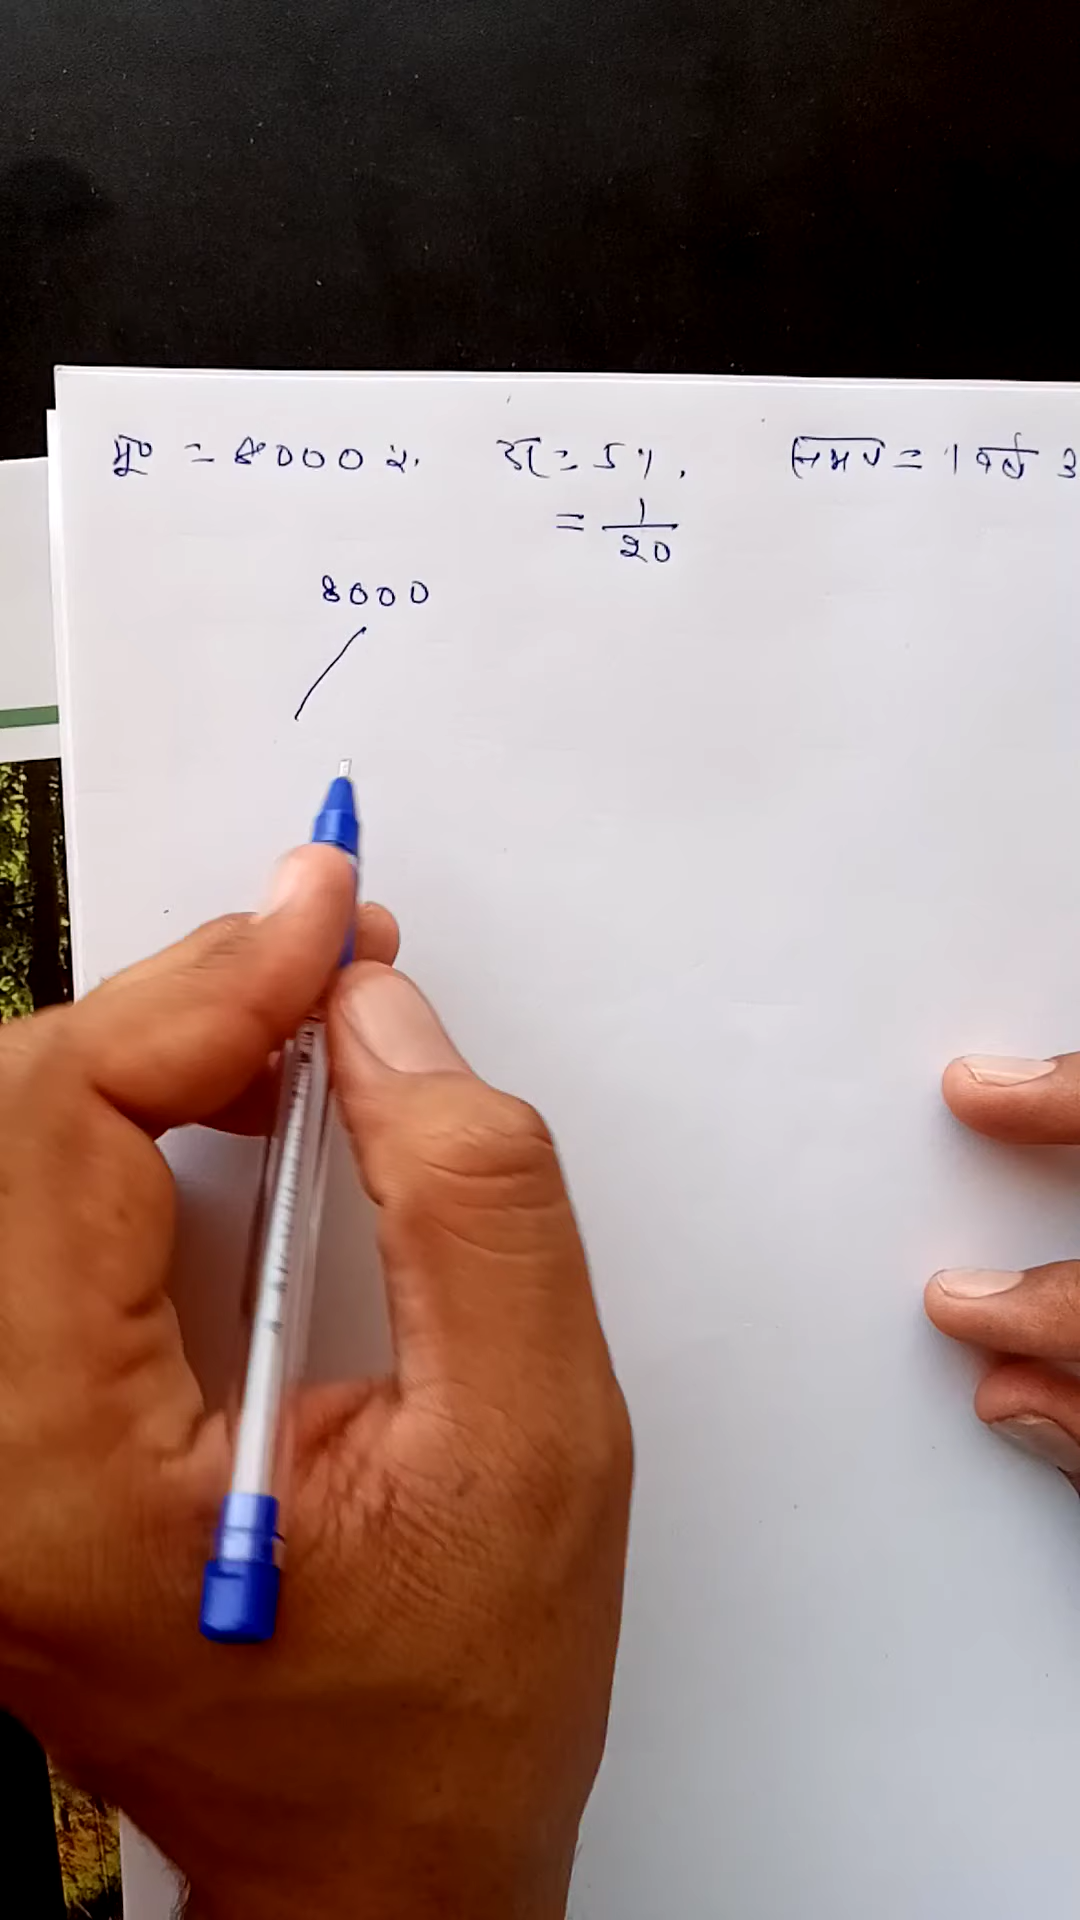 मू० = 8000 रु. दर = 5%. समय = 1 वर्ष 3
= 1/20
8000